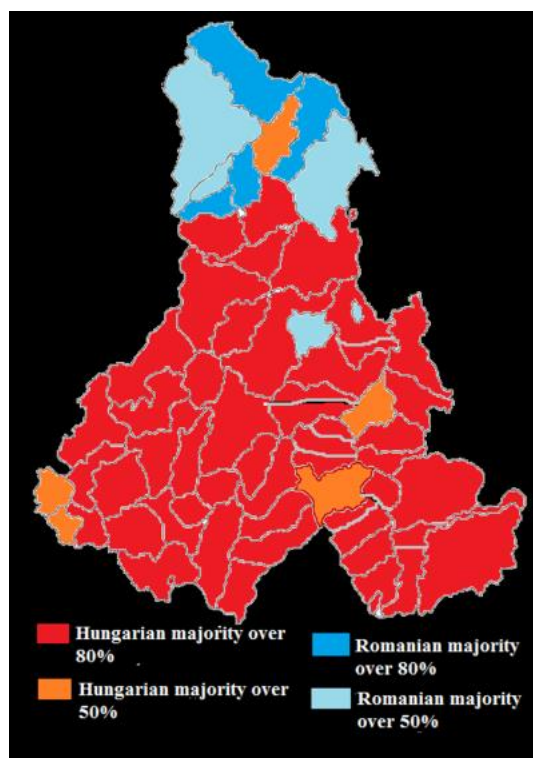 Hungarian majority over
80%
Hungarian majority over
50%
Romanian majority
over 80%
Romanian majority
over 50%